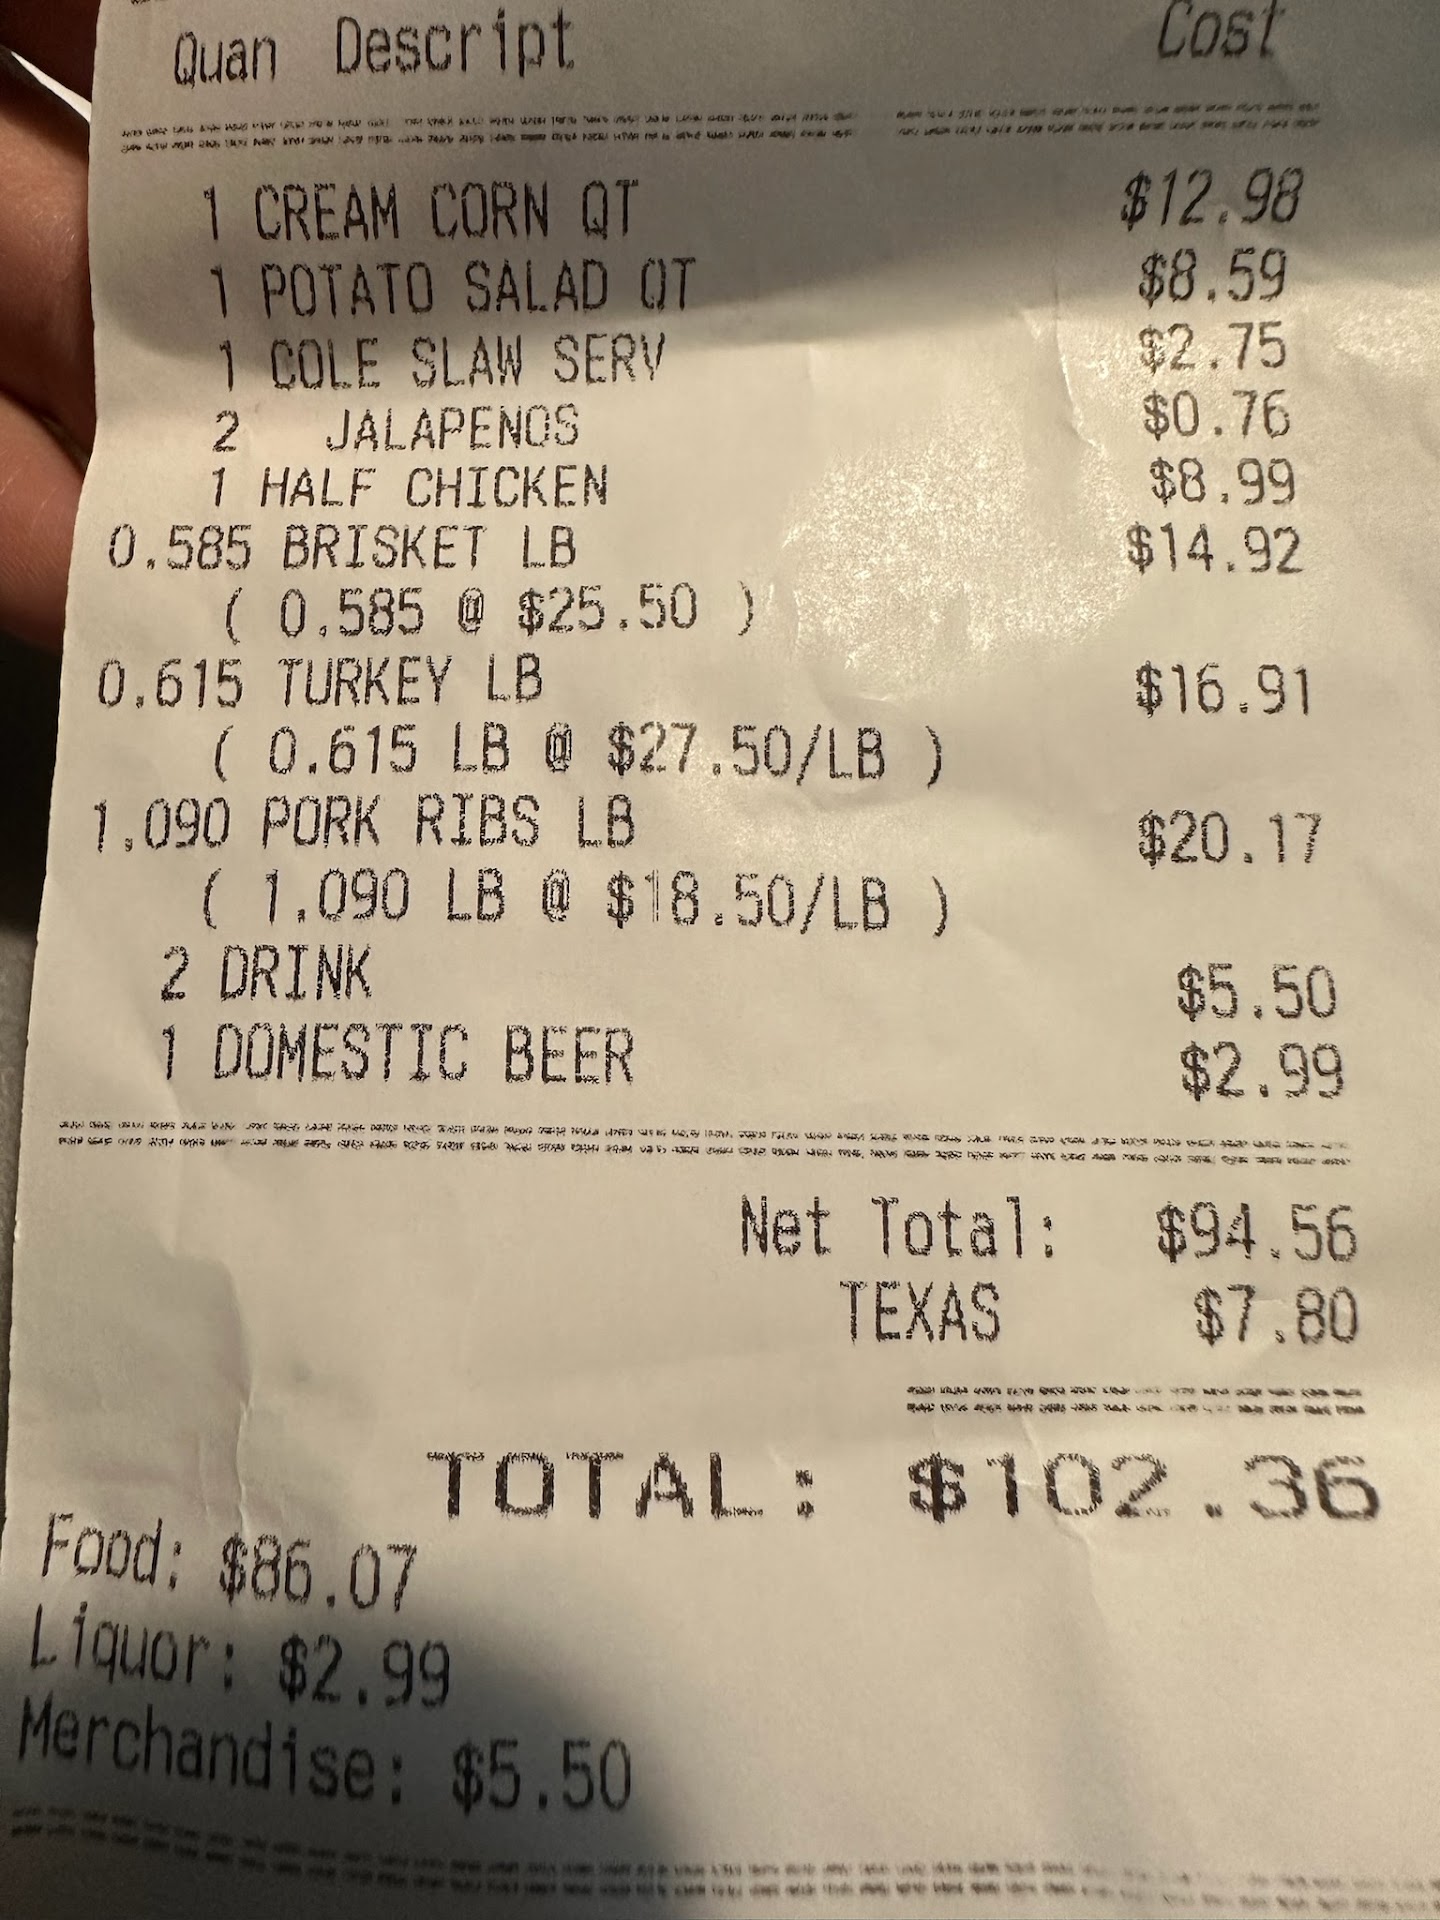 Quan Descript Cost
1 CREAM CORN QT $12.98
1 POTATO SALAD QT $8.59
1 COLE SLAW SERV $2.75
2 JALAPENOS $0.76
1 HALF CHICKEN $8.99
0.585 BRISKET LB $14.92
( 0.585 @ $25.50 )
0.615 TURKEY LB $16.91
( 0.615 LB @ $27.50/LB )
1.090 PORK RIBS LB $20.17
( 1.090 LB @ $18.50/LB )
2 DRINK $5.50
1 DOMESTIC BEER $2.99
Net Total: $94.56
TEXAS $7.80
TOTAL: $102.36
Food: $86.07
Liquor: $2.99
Merchandise: $5.50